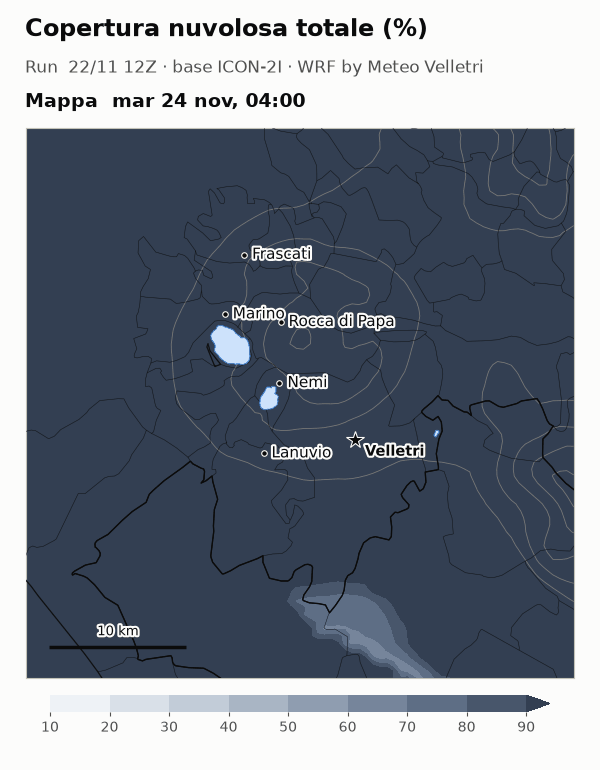 Copertura nuvolosa totale (%)
Run  22/11 12Z · base ICON-2I · WRF by Meteo Velletri
Mappa  mar 24 nov, 04:00
Frascati
Marino
Rocca di Papa
Nemi
Velletri
Lanuvio
10 km
10 20 30 40 50 60 70 80 90